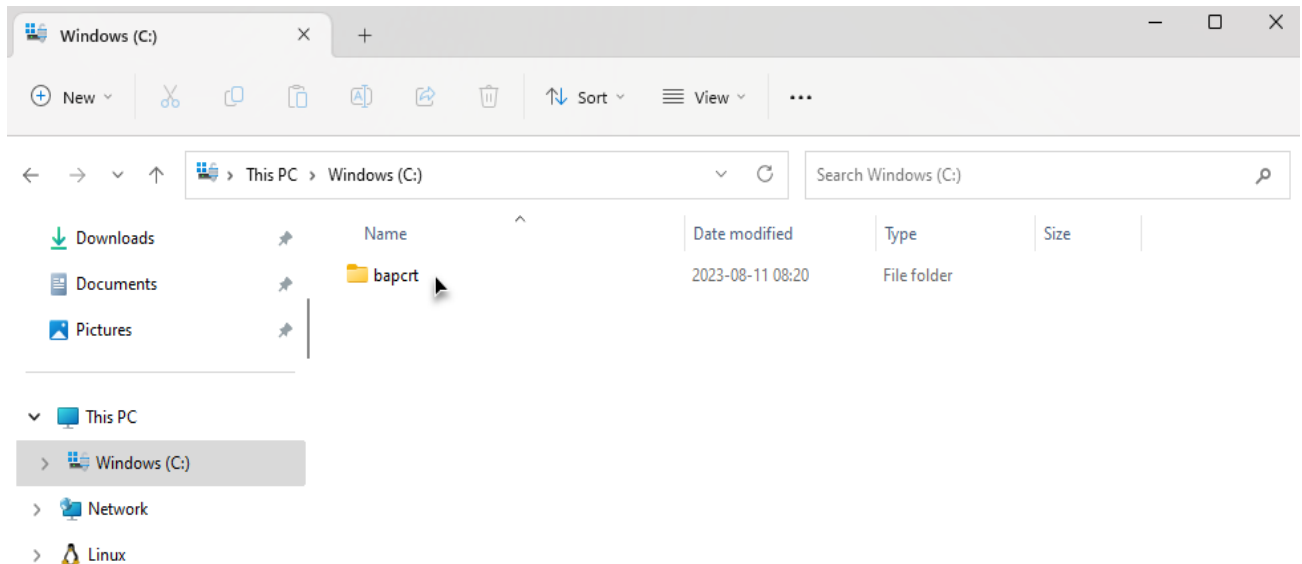 Windows (C:)
New
Sort
View
This PC
Windows (C:)
Search Windows (C:)
Downloads
Documents
Pictures
This PC
Windows (C:)
Network
Linux
Name
Date modified
Type
Size
bapcrt
2023-08-11 08:20
File folder